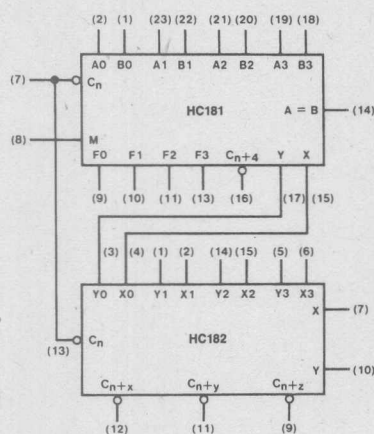 (2) (1) (23) (22) (21) (20) (19) (18)
A0 B0 A1 B1 A2 B2 A3 B3
(7) Cn
HC181 A = B (14)
(8) M
F0 F1 F2 F3 Cn+4 Y X
(9) (10) (11) (13) (16) (17) (15)
(3) (4) (1) (2) (14) (15) (5) (6)
Y0 X0 Y1 X1 Y2 X2 Y3 X3
X (7)
(13) Cn HC182
Y (10)
Cn+x Cn+y Cn+z
(12) (11) (9)